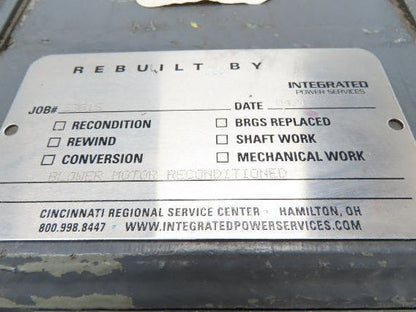 REBUILT BY
INTEGRATED
POWER SERVICES
JOB# DATE
☐ RECONDITION ☐ BRGS REPLACED
☐ REWIND ☐ SHAFT WORK
☐ CONVERSION ☐ MECHANICAL WORK
BLOWER MOTOR RECONDITIONED
CINCINNATI REGIONAL SERVICE CENTER · HAMILTON, OH
800.998.8447 · WWW.INTEGRATEDPOWERSERVICES.COM